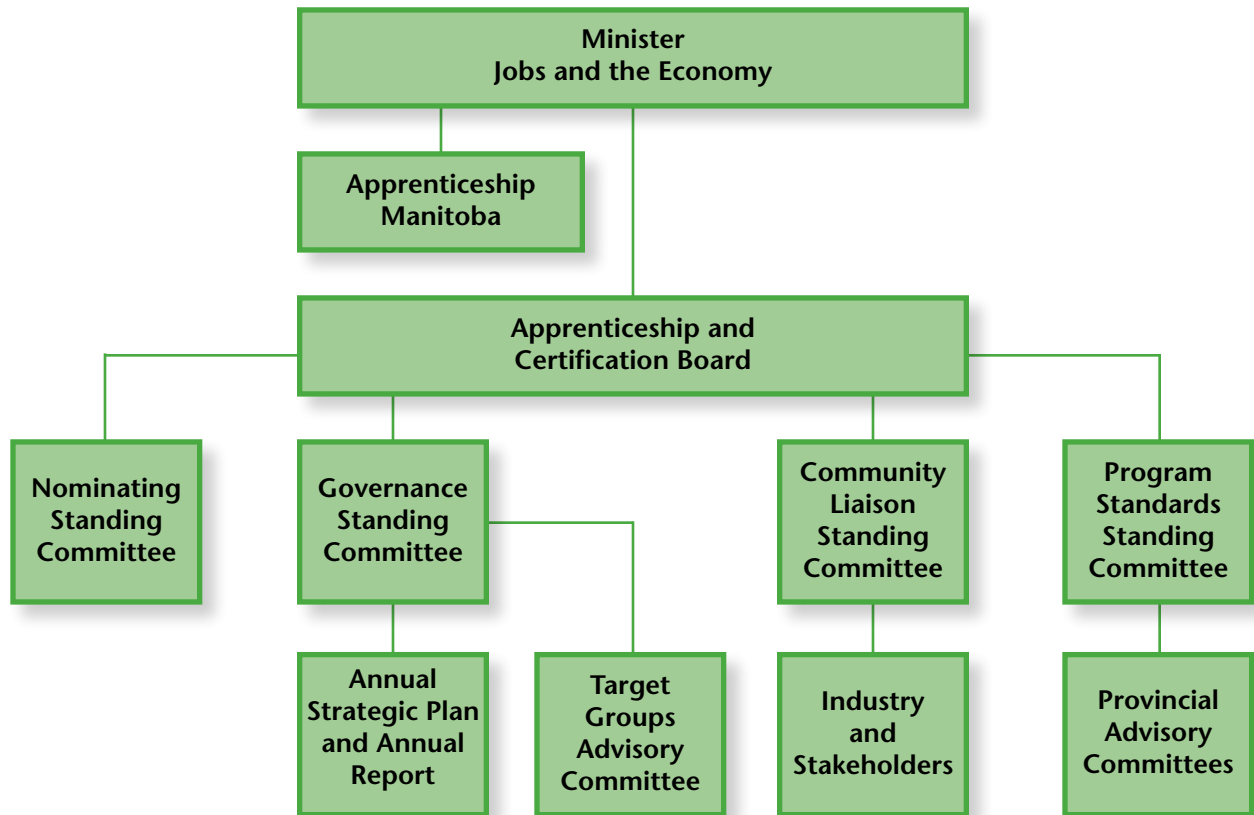 Minister
Jobs and the Economy
Apprenticeship
Manitoba
Apprenticeship and
Certification Board
Nominating
Standing
Committee
Governance
Standing
Committee
Community
Liaison
Standing
Committee
Program
Standards
Standing
Committee
Annual
Strategic Plan
and Annual
Report
Target
Groups
Advisory
Committee
Industry
and
Stakeholders
Provincial
Advisory
Committees